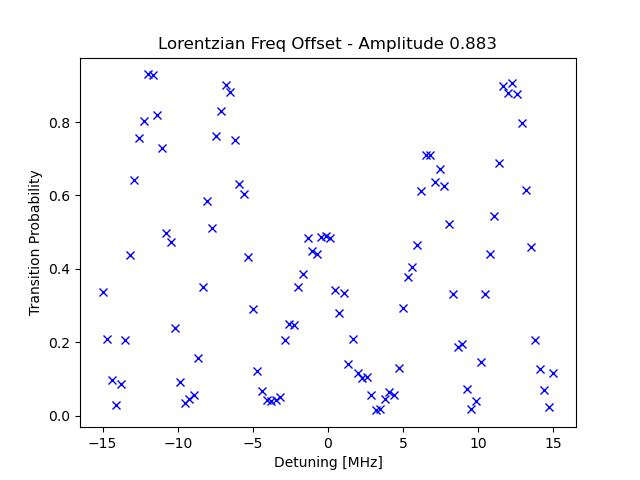 Lorentzian Freq Offset - Amplitude 0.883
Transition Probability
0.8
0.6
0.4
0.2
0.0
−15 −10 −5 0 5 10 15
Detuning [MHz]